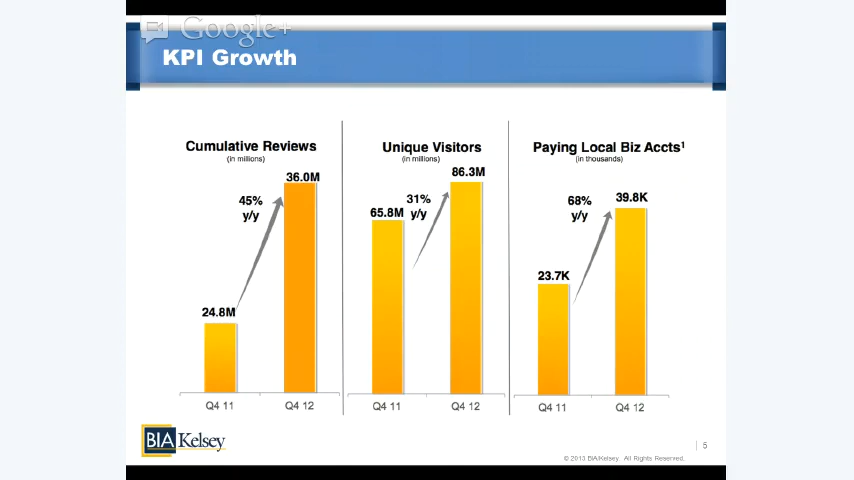 Google+
KPI Growth
Cumulative Reviews
(in millions)
36.0M
45%
y/y
24.8M
Q4 11
Q4 12
Unique Visitors
(in millions)
86.3M
31%
65.8M y/y
Q4 11
Q4 12
Paying Local Biz Accts¹
(in thousands)
39.8K
68%
y/y
23.7K
Q4 11
Q4 12
BIA Kelsey
5
© 2013 BIA/Kelsey. All Rights Reserved.